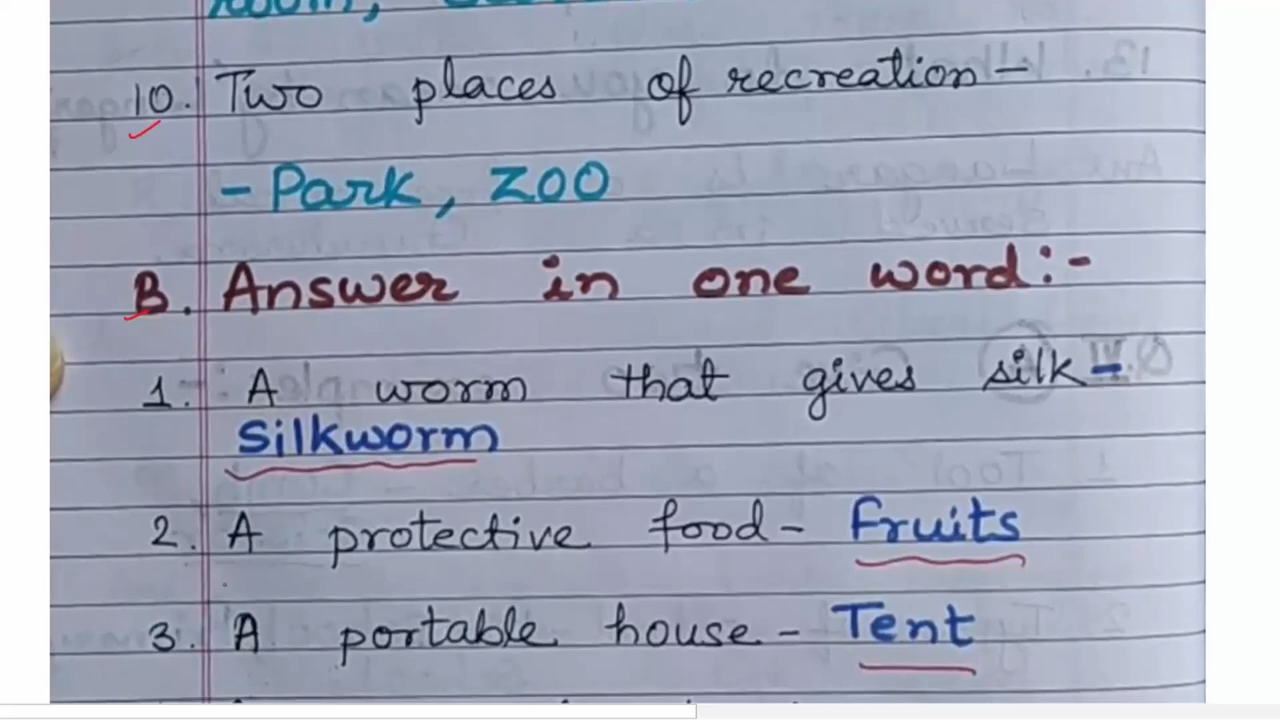 10. Two places of recreation -
- Park, ZOO
B. Answer in one word:-
1. A worm that gives silk -
Silkworm
2. A protective food - Fruits
3. A portable house - Tent